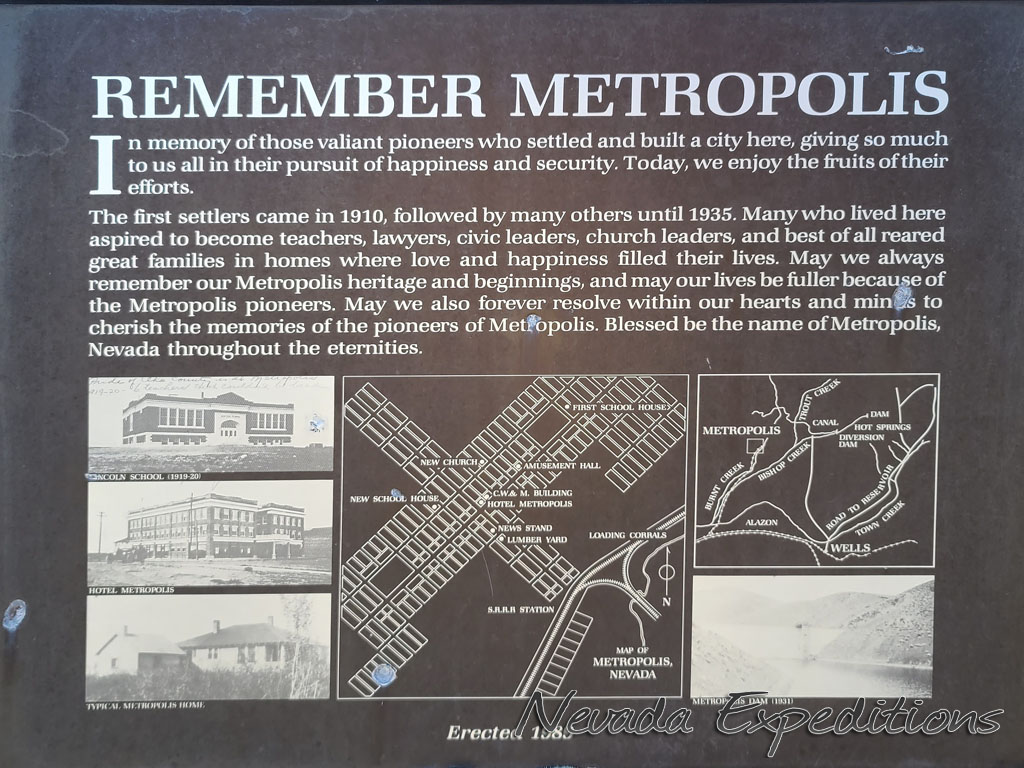 REMEMBER METROPOLIS
In memory of those valiant pioneers who settled and built a city here, giving so much
to us all in their pursuit of happiness and security. Today, we enjoy the fruits of their
efforts.
The first settlers came in 1910, followed by many others until 1935. Many who lived here
aspired to become teachers, lawyers, civic leaders, church leaders, and best of all reared
great families in homes where love and happiness filled their lives. May we always
remember our Metropolis heritage and beginnings, and may our lives be fuller because of
the Metropolis pioneers. May we also forever resolve within our hearts and minds to
cherish the memories of the pioneers of Metropolis. Blessed be the name of Metropolis,
Nevada throughout the eternities.
LINCOLN SCHOOL (1919-20)
HOTEL METROPOLIS
TYPICAL METROPOLIS HOME
FIRST SCHOOL HOUSE
NEW CHURCH
AMUSEMENT HALL
NEW SCHOOL HOUSE
C.W. & M. BUILDING
HOTEL METROPOLIS
NEWS STAND
LUMBER YARD
LOADING CORRALS
S.R.R.R STATION
N
MAP OF
METROPOLIS,
NEVADA
TROUT CREEK
DAM
CANAL
HOT SPRINGS
METROPOLIS
DIVERSION
DAM
BISHOP CREEK
BURNT CREEK
ROAD TO RESERVOIR
TOWN CREEK
ALAZON
WELLS
METROPOLIS DAM (1931)
Erected
Nevada Expeditions